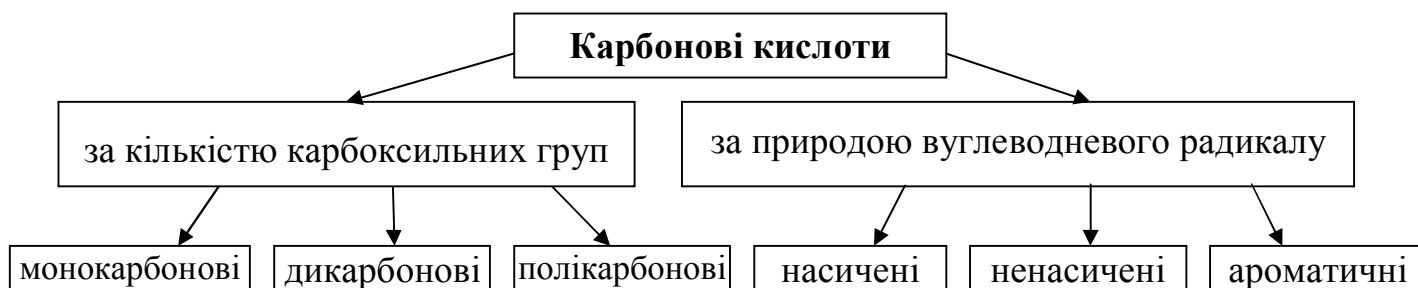 Карбонові кислоти
за кількістю карбоксильних груп
за природою вуглеводневого радикалу
монокарбонові
дикарбонові
полікарбонові
насичені
ненасичені
ароматичні